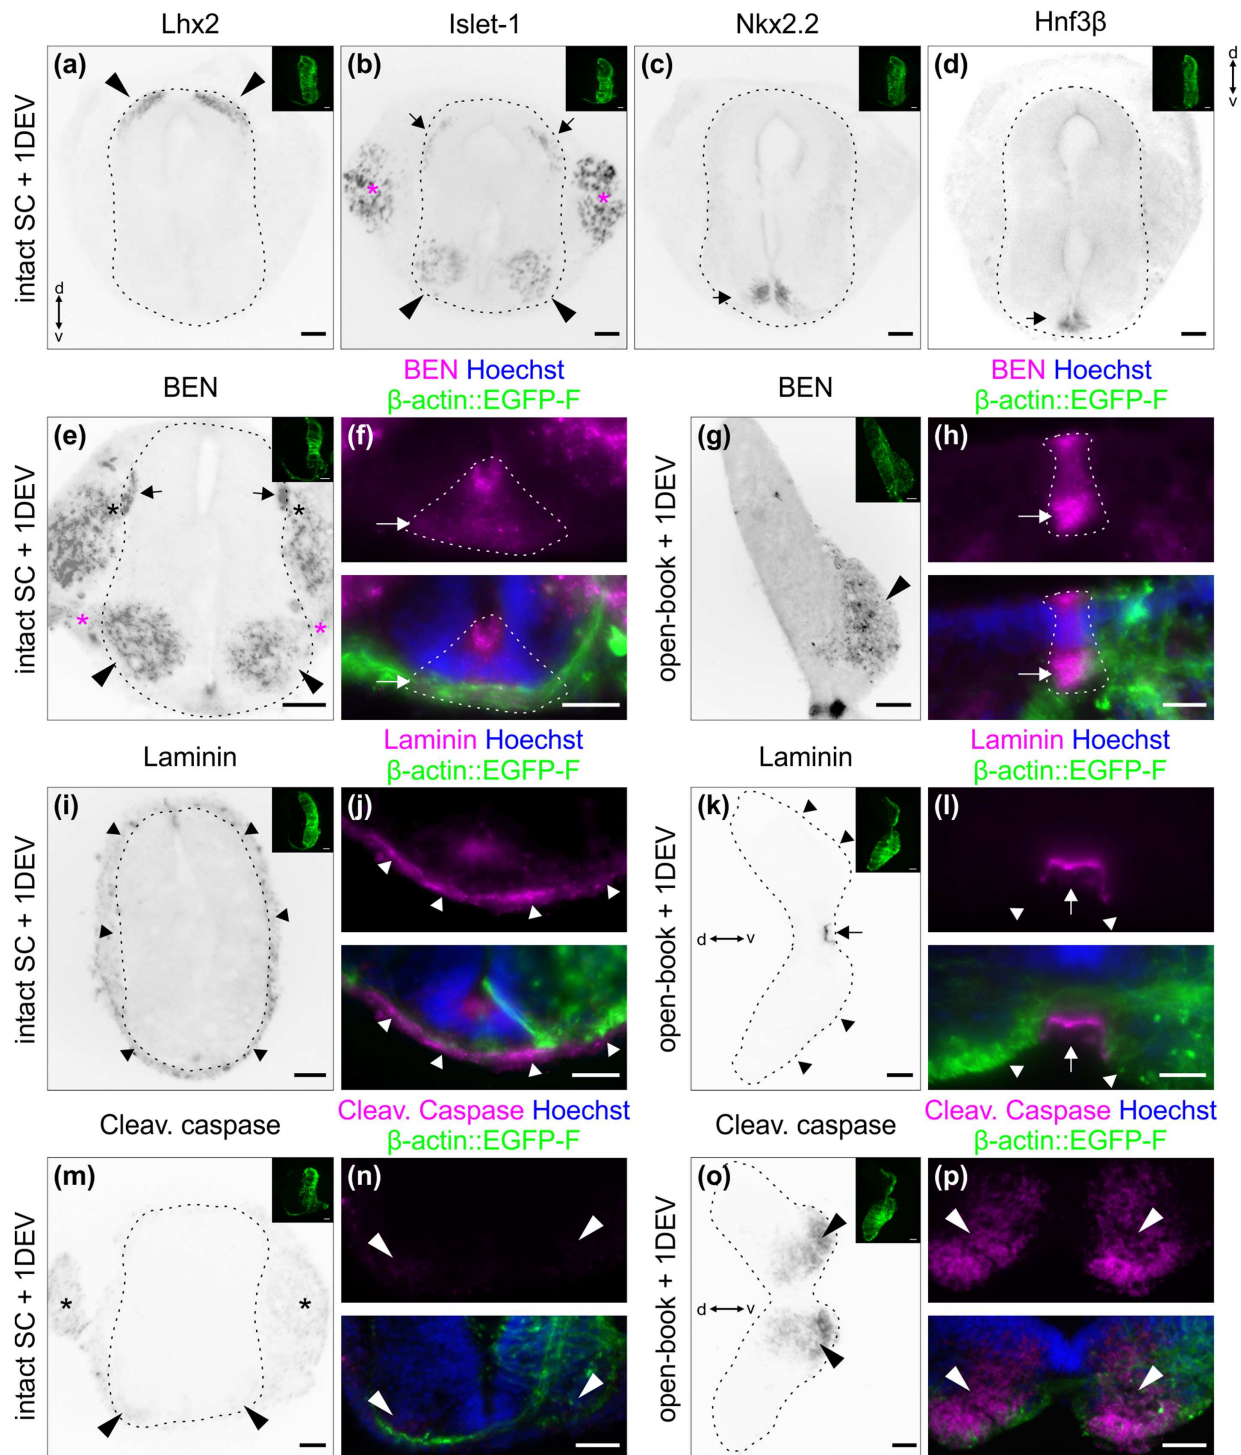 Lhx2 Islet-1 Nkx2.2 Hnf3β
intact SC + 1DEV
(a) (b) (c) (d)
d
v
d
v
BEN
BEN Hoechst
β-actin::EGFP-F
BEN
BEN Hoechst
β-actin::EGFP-F
intact SC + 1DEV
(e)
*
*
*
*
(f)
open-book + 1DEV
(g)
(h)
Laminin
Laminin Hoechst
β-actin::EGFP-F
Laminin
Laminin Hoechst
β-actin::EGFP-F
intact SC + 1DEV
(i)
(j)
open-book + 1DEV
(k)
d v
(l)
Cleav. caspase
Cleav. Caspase Hoechst
β-actin::EGFP-F
Cleav. caspase
Cleav. Caspase Hoechst
β-actin::EGFP-F
intact SC + 1DEV
(m)
* *
(n)
open-book + 1DEV
(o)
d v
(p)